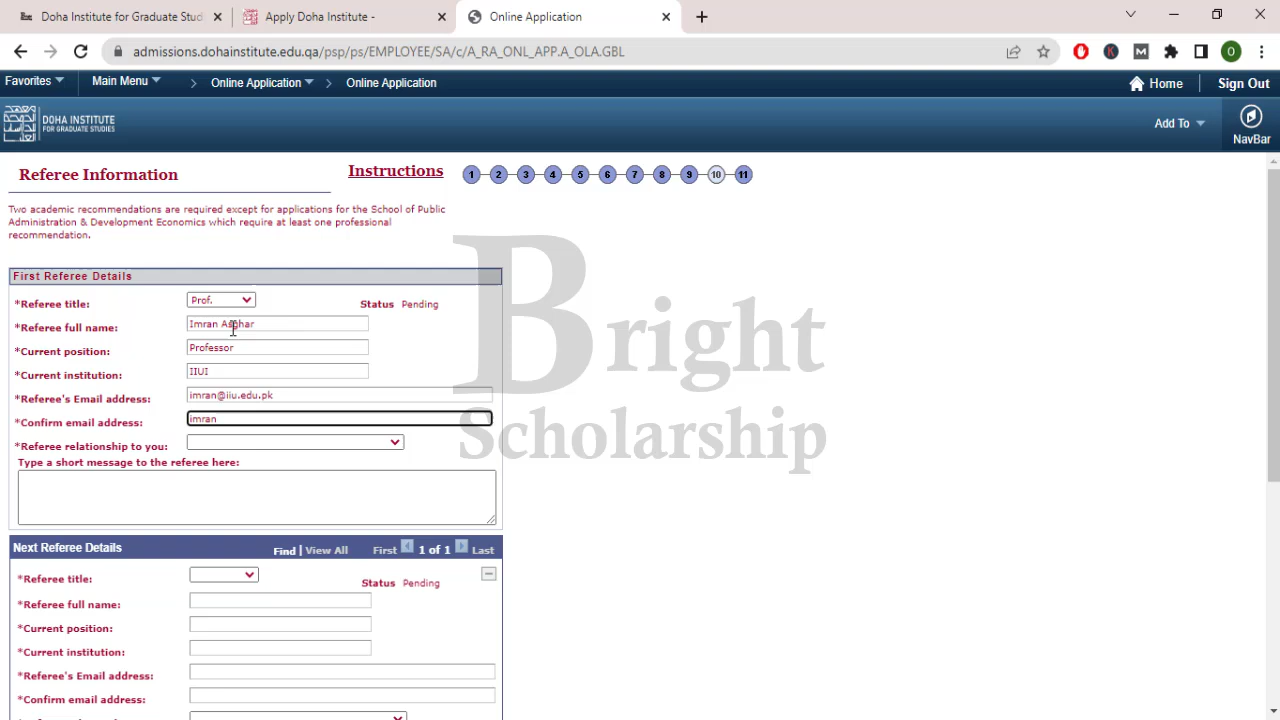 Doha Institute for Graduate Stud
Apply Doha Institute -
Online Application
admissions.dohainstitute.edu.qa/psp/ps/EMPLOYEE/SA/c/A_RA_ONL_APP.A_OLA.GBL
Favorites
Main Menu
Online Application
Online Application
Home
Sign Out
DOHA INSTITUTE
FOR GRADUATE STUDIES
Add To
NavBar
Referee Information
Instructions
1 2 3 4 5 6 7 8 9 10 11
Two academic recommendations are required except for applications for the School of Public
Administration & Development Economics which require at least one professional
recommendation.
First Referee Details
*Referee title: Prof. Status Pending
*Referee full name: Imran Asghar
*Current position: Professor
*Current institution: IIUI
*Referee's Email address: imran@iiu.edu.pk
*Confirm email address: imran
*Referee relationship to you:
Type a short message to the referee here:
Next Referee Details Find | View All First 1 of 1 Last
*Referee title: Status Pending
*Referee full name:
*Current position:
*Current institution:
*Referee's Email address:
*Confirm email address:
Bright
Scholarship